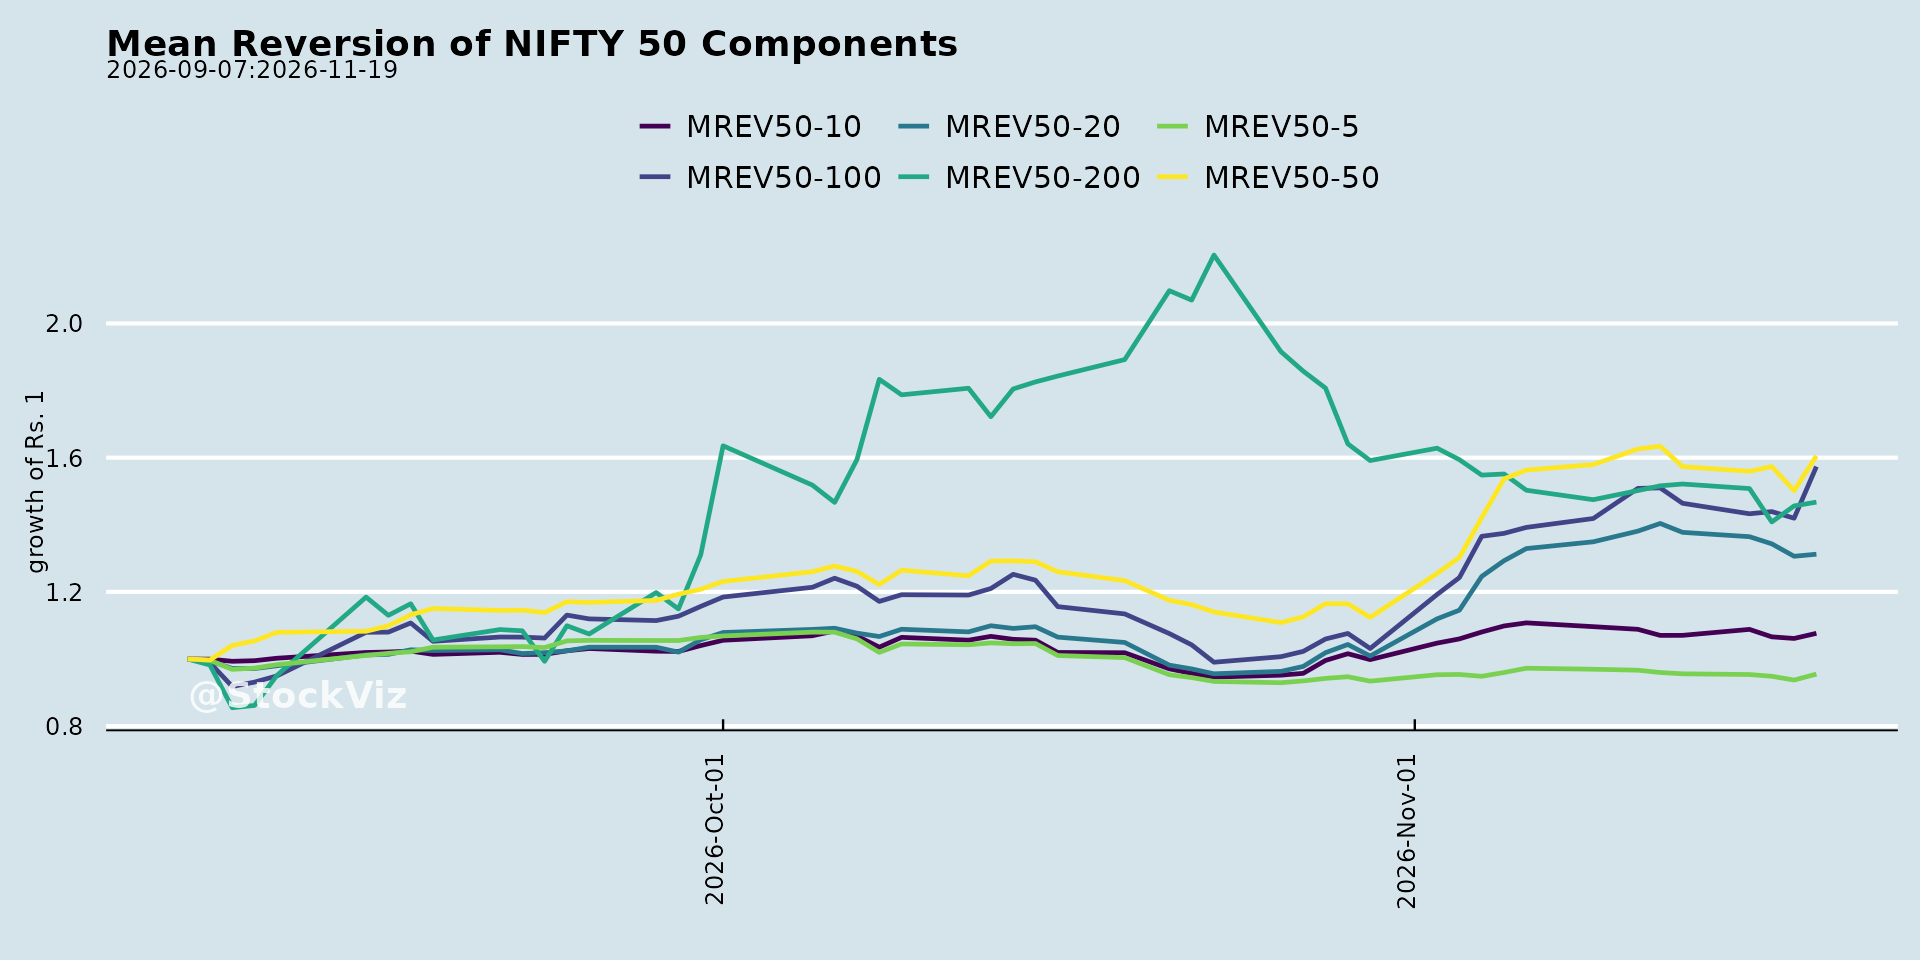 Mean Reversion of NIFTY 50 Components
2026-09-07:2026-11-19
MREV50-10 MREV50-20 MREV50-5
MREV50-100 MREV50-200 MREV50-50
growth of Rs. 1
2.0
1.6
1.2
0.8
@StockViz
2026-Oct-01
2026-Nov-01